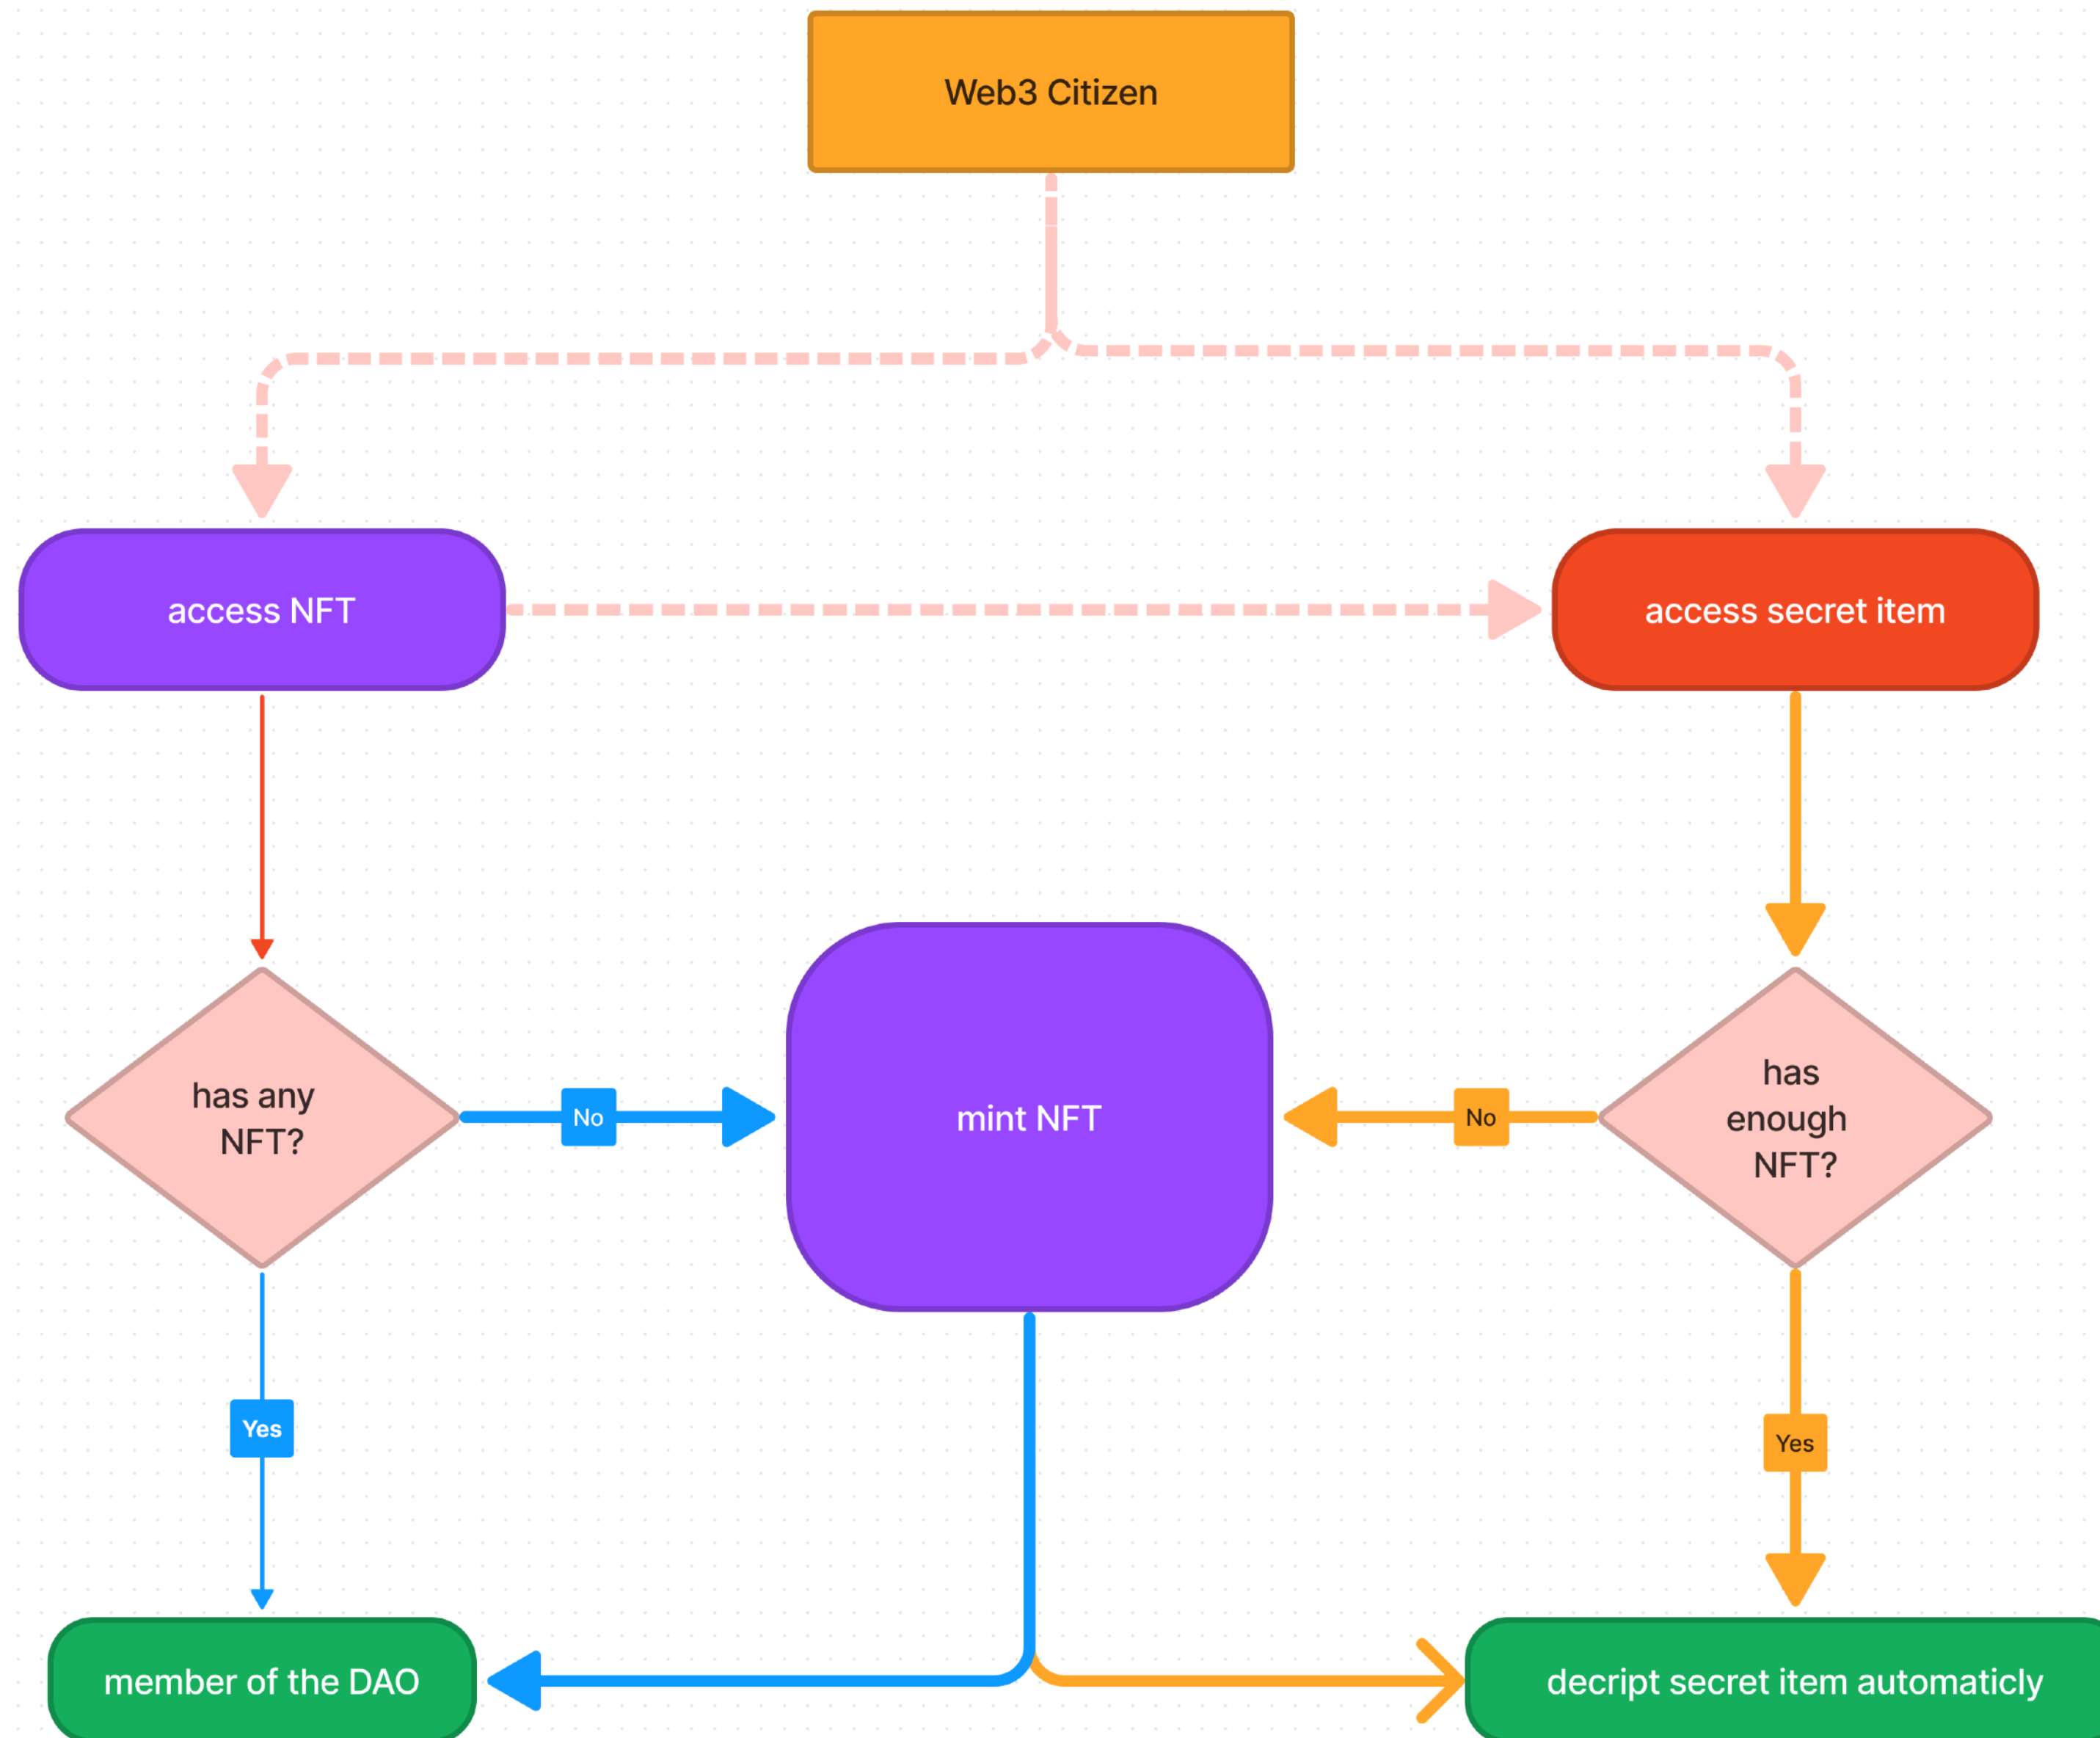 Web3 Citizen
access NFT
access secret item
has any
NFT?
No
mint NFT
No
has
enough
NFT?
Yes
Yes
member of the DAO
decript secret item automaticly